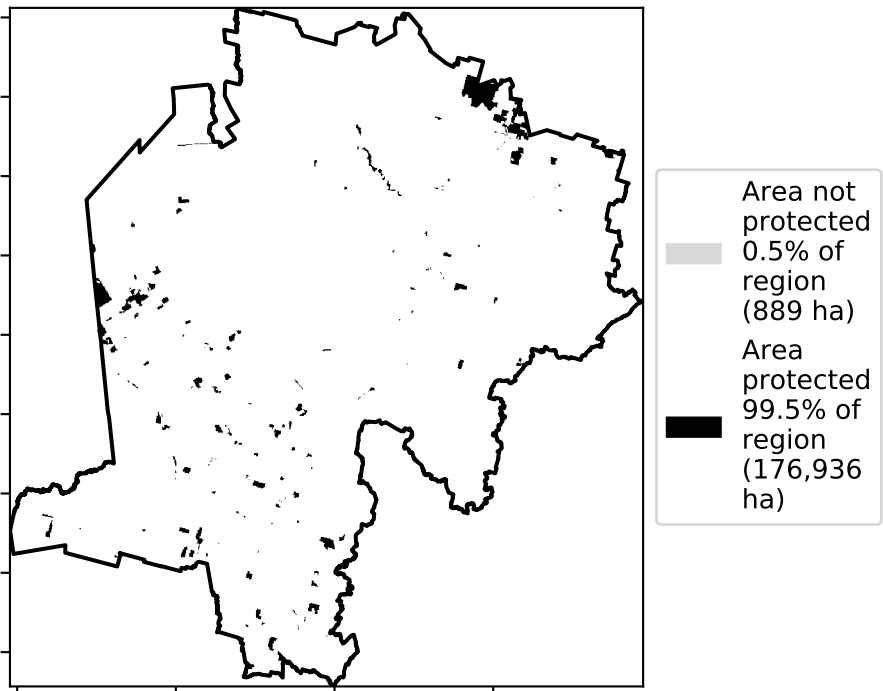 Area not
protected
0.5% of
region
(889 ha)
Area
protected
99.5% of
region
(176,936
ha)